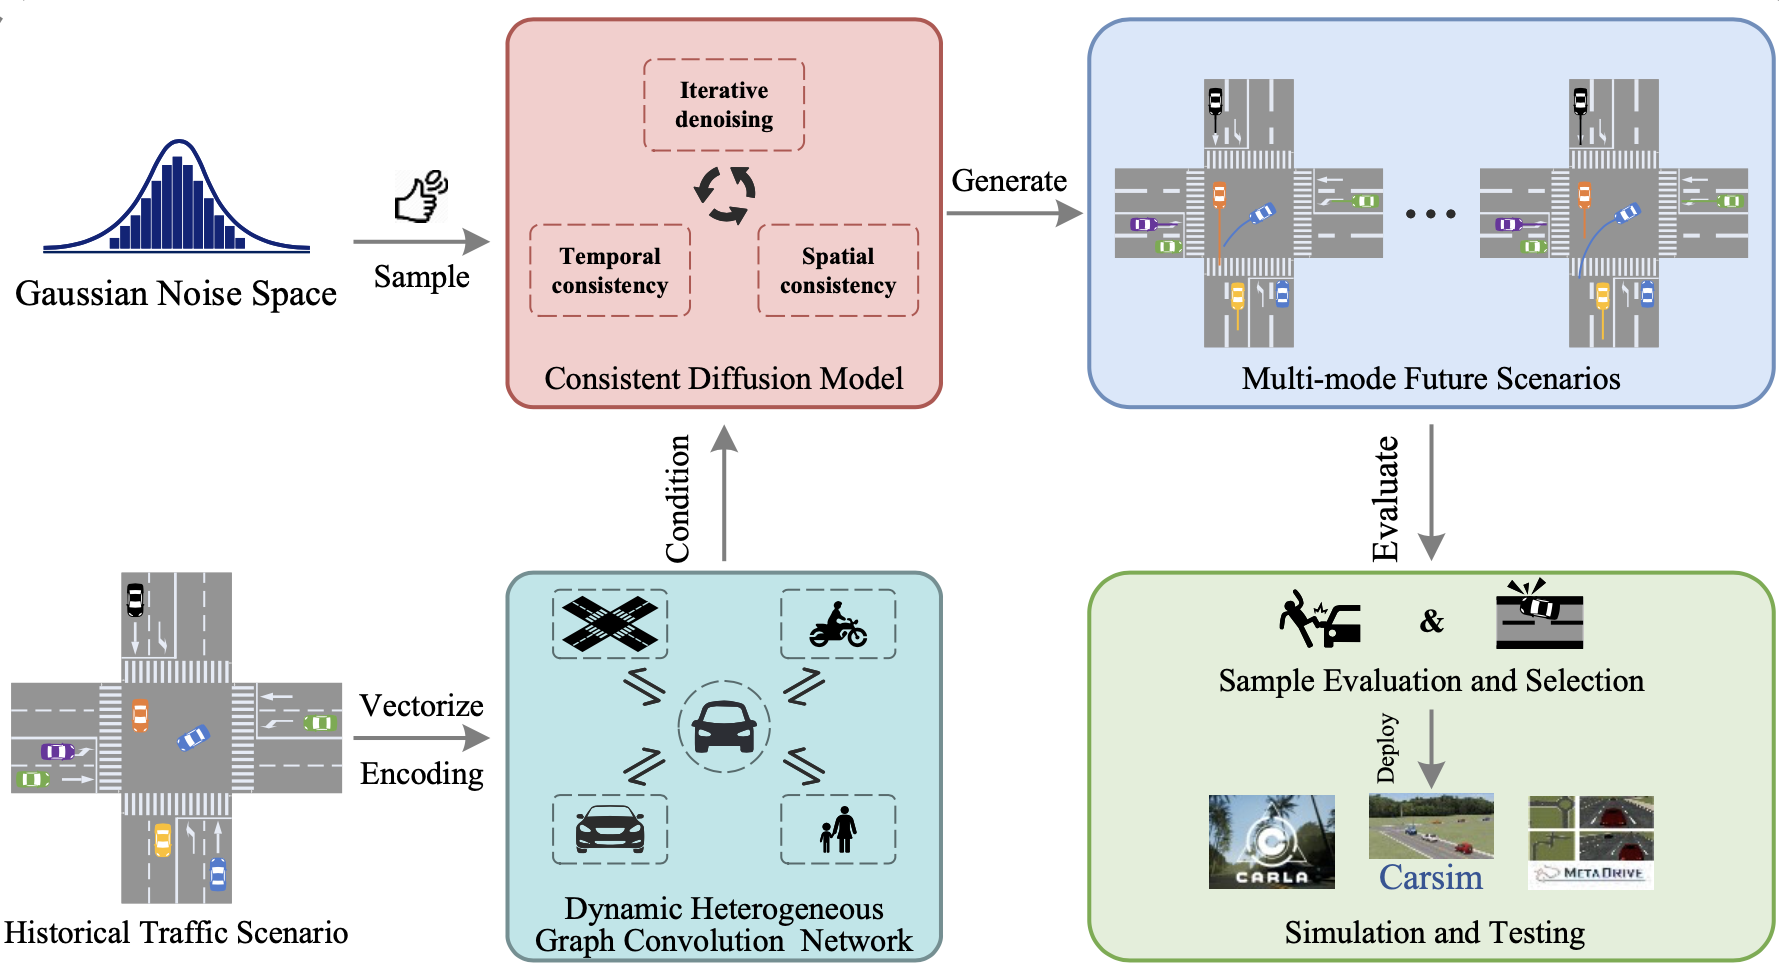 Iterative
denoising
Temporal
consistency
Spatial
consistency
Consistent Diffusion Model
Gaussian Noise Space
Sample
Generate
Multi-mode Future Scenarios
Condition
Evaluate
Historical Traffic Scenario
Vectorize
Encoding
Dynamic Heterogeneous
Graph Convolution Network
&
Sample Evaluation and Selection
Deploy
CARLA
Carsim
METADRIVE
Simulation and Testing